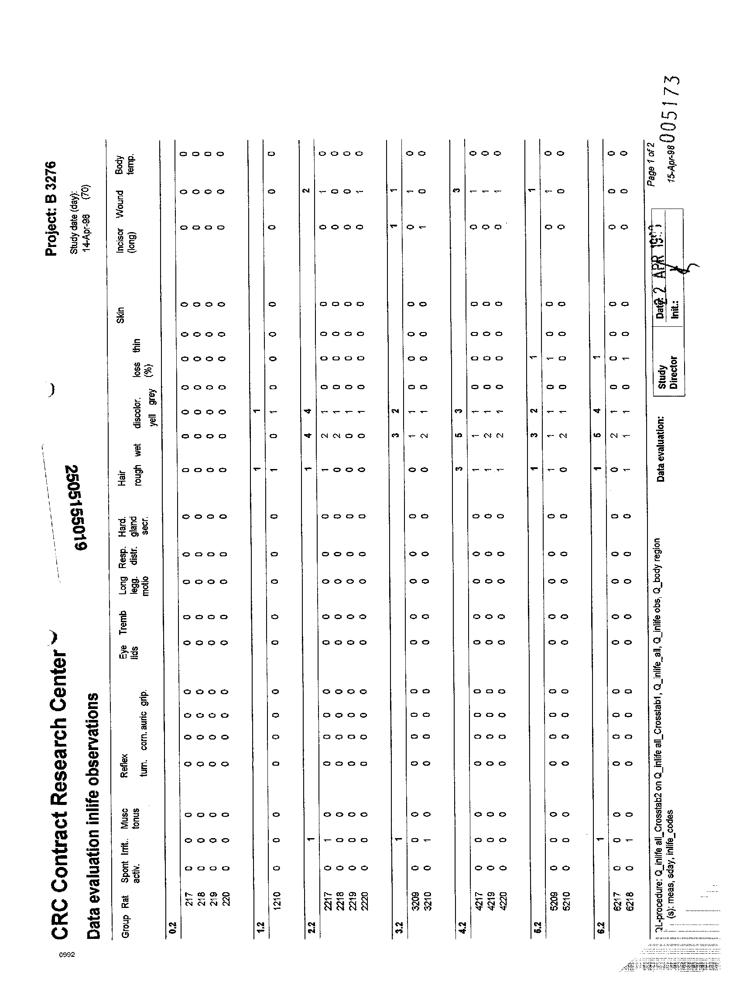 CRC Contract Research Center
Project: B 3276
2505155019
Data evaluation inlife observations
Study date (day):
14-Apr-98 (70)
Group Rat Spont Irrit. Musc Reflex Eye Tremb Long Resp. Hard. Hair Skin Incisor Wound Body
activ. tonus turn. corn. auric grip. lids legg. distr. gland rough wet discolor. loss thin (long) temp.
motio secr. yell grey (%)
0.2
217 0 0 0 0 0 0 0 0 0 0 0 0 0 0 0 0 0 0 0 0 0 0
218 0 0 0 0 0 0 0 0 0 0 0 0 0 0 0 0 0 0 0 0 0 0
219 0 0 0 0 0 0 0 0 0 0 0 0 0 0 0 0 0 0 0 0 0 0
220 0 0 0 0 0 0 0 0 0 0 0 0 0 0 0 0 0 0 0 0 0 0
1.2 1 1
1210 0 0 0 0 0 0 0 0 0 0 0 0 1 0 1 0 0 0 0 0 0 0
2.2 1 1 4 4 2
2217 0 1 0 0 0 0 0 0 0 0 0 0 1 2 1 0 0 0 0 0 1 0
2218 0 0 0 0 0 0 0 0 0 0 0 0 0 2 1 0 0 0 0 0 0 0
2219 0 0 0 0 0 0 0 0 0 0 0 0 0 0 1 0 0 0 0 0 0 0
2220 0 0 0 0 0 0 0 0 0 0 0 0 0 0 1 0 0 0 0 0 1 0
3.2 1 3 2 1 1
3209 0 0 0 0 0 0 0 0 0 0 0 0 0 1 1 0 0 0 0 0 1 0
3210 0 1 0 0 0 0 0 0 0 0 0 0 0 2 1 0 0 0 0 1 0 0
4.2 3 5 3 3
4217 0 0 0 0 0 0 0 0 0 0 0 0 1 1 1 0 0 0 0 0 1 0
4219 0 0 0 0 0 0 0 0 0 0 0 0 1 2 1 0 0 0 0 0 1 0
4220 0 0 0 0 0 0 0 0 0 0 0 0 1 2 1 0 0 0 0 0 1 0
5.2 1 3 2 1 1
5209 0 0 0 0 0 0 0 0 0 0 0 0 1 1 1 0 1 0 0 0 1 0
5210 0 0 0 0 0 0 0 0 0 0 0 0 0 2 1 0 0 0 0 0 0 0
6.2 1 1 5 4 1
6217 0 0 0 0 0 0 0 0 0 0 0 0 0 2 1 0 0 0 0 0 0 0
6218 0 1 0 0 0 0 0 0 0 0 0 0 1 1 1 0 1 0 0 0 0 0
QL-procedure: Q_inlife all_Crosstab2 on Q_inlife all_Crosstab1, Q_inlife_all, Q_inlife obs, Q_body region
(s): meas, sday, inlife_codes
Data evaluation:
Study Director
Date: 22 APR
Init.:
Page 1 of 2
15-Apr-98 005173
0992